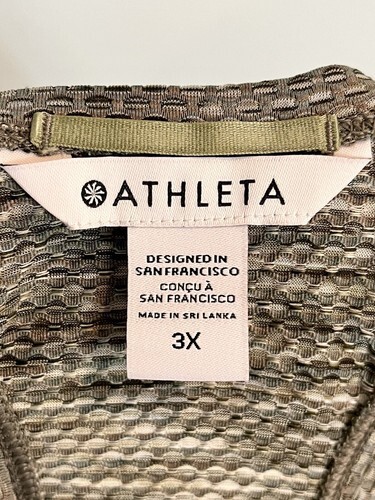 ATHLETA
DESIGNED IN
SAN FRANCISCO
CONÇU À
SAN FRANCISCO
MADE IN SRI LANKA
3X